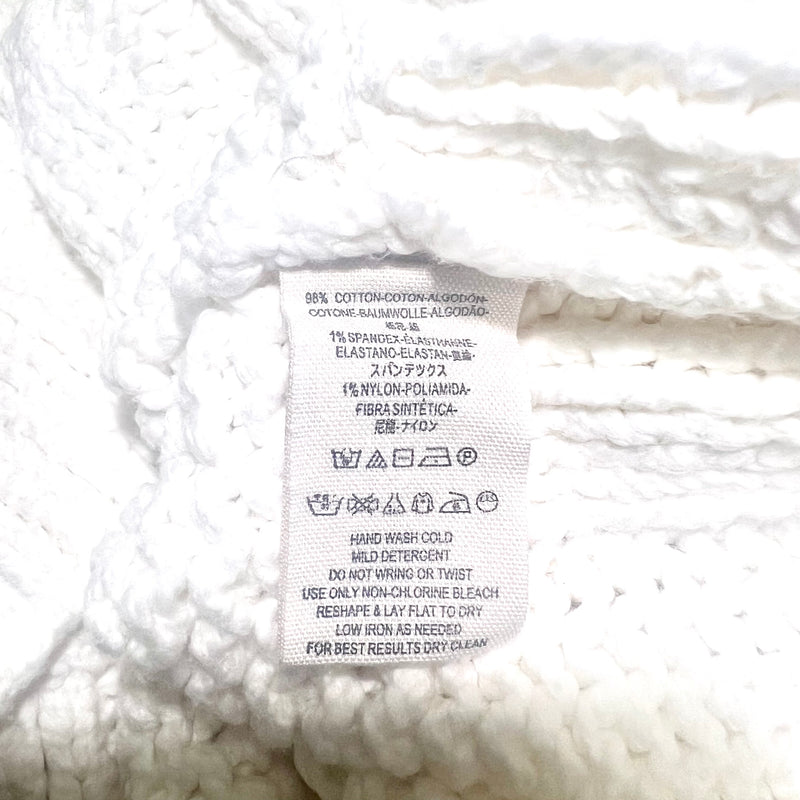 98% COTTON-COTON-ALGODÓN-
COTONE-BAUMWOLLE-ALGODÃO-
棉花-綿
1% SPANDEX-ÉLASTHANNE-
ELASTANO-ELASTAN-氨綸-
スパンテックス
1% NYLON-POLIAMIDA-
FIBRA SINTÉTICA-
尼龍-ナイロン
HAND WASH COLD
MILD DETERGENT
DO NOT WRING OR TWIST
USE ONLY NON-CHLORINE BLEACH
RESHAPE & LAY FLAT TO DRY
LOW IRON AS NEEDED
FOR BEST RESULTS DRY CLEAN